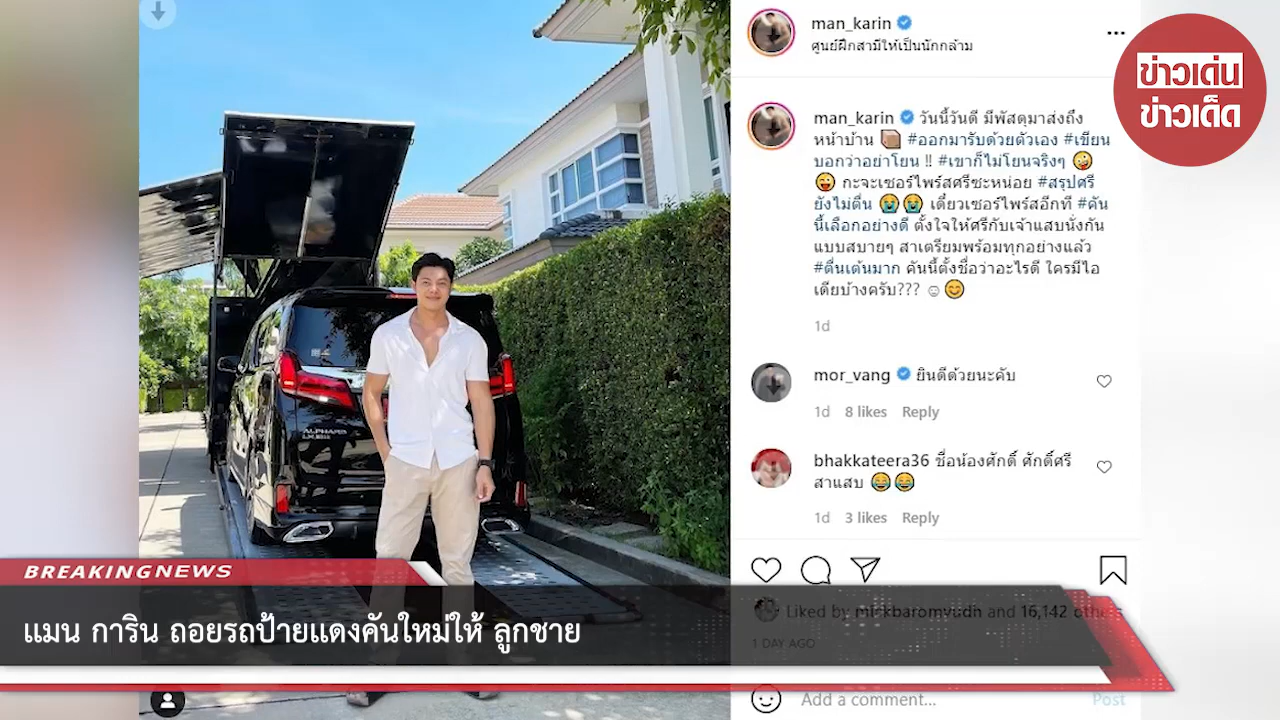 man_karin
ศูนย์ฝึกสามีให้เป็นนักกล้าม
ข่าวเด่น
ข่าวเด็ด
man_karin วันนี้วันดี มีพัสดุมาส่งถึง
หน้าบ้าน 📦 #ออกมารับด้วยตัวเอง #เขียน
บอกว่าอย่าโยน ‼ #เขาก็ไม่โยนจริงๆ 🤪
😜 กะจะเซอร์ไพร์สศรีซะหน่อย #สรุปศรี
ยังไม่ตื่น 😭😭 เดี๋ยวเซอร์ไพร์สอีกที #คัน
นี้เลือกอย่างดี ตั้งใจให้ศรีกับเจ้าแสบนั่งกัน
แบบสบายๆ สาเตรียมพร้อมทุกอย่างแล้ว
#ตื่นเต้นมาก คันนี้ตั้งชื่อว่าอะไรดี ใครมีไอ
เดียบ้างครับ??? ☺😊
1d
mor_vang ยินดีด้วยนะคับ
1d 8 likes Reply
bhakkateera36 ชื่อน้องศักดิ์ ศักดิ์ศรี
สาแสบ 😂😂
1d 3 likes Reply
Liked by mickbaromvudh and 16,142 others
1 DAY AGO
Add a comment... Post
ALPHARD
BREAKINGNEWS
แมน การิน ถอยรถป้ายแดงคันใหม่ให้ ลูกชาย